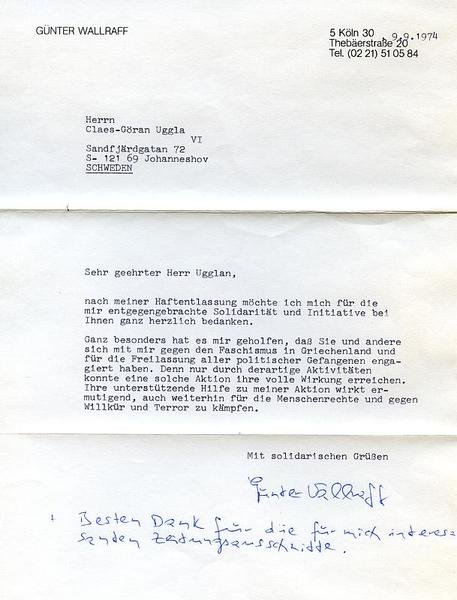 GÜNTER WALLRAFF
5 Köln 30 , 9.9.1974
Thebäerstraße 20
Tel. (02 21) 51 05 84
Herrn
Claes-Göran Uggla
VI
Sandfjärdgatan 72
S- 121 69 Johanneshov
SCHWEDEN
Sehr geehrter Herr Ugglan,
nach meiner Haftentlassung möchte ich mich für die
mir entgegengebrachte Solidarität und Initiative bei
Ihnen ganz herzlich bedanken.
Ganz besonders hat es mir geholfen, daß Sie und andere
sich mit mir gegen den Faschismus in Griechenland und
für die Freilassung aller politischer Gefangenen enga-
giert haben. Denn nur durch derartige Aktivitäten
konnte eine solche Aktion ihre volle Wirkung erreichen.
Ihre unterstützende Hilfe zu meiner Aktion wirkt er-
mutigend, auch weiterhin für die Menschenrechte und gegen
Willkür und Terror zu kämpfen.
Mit solidarischen Grüßen
Günter Wallraff
Besten Dank für die für mich interes
santen Zeitungsausschnitte.